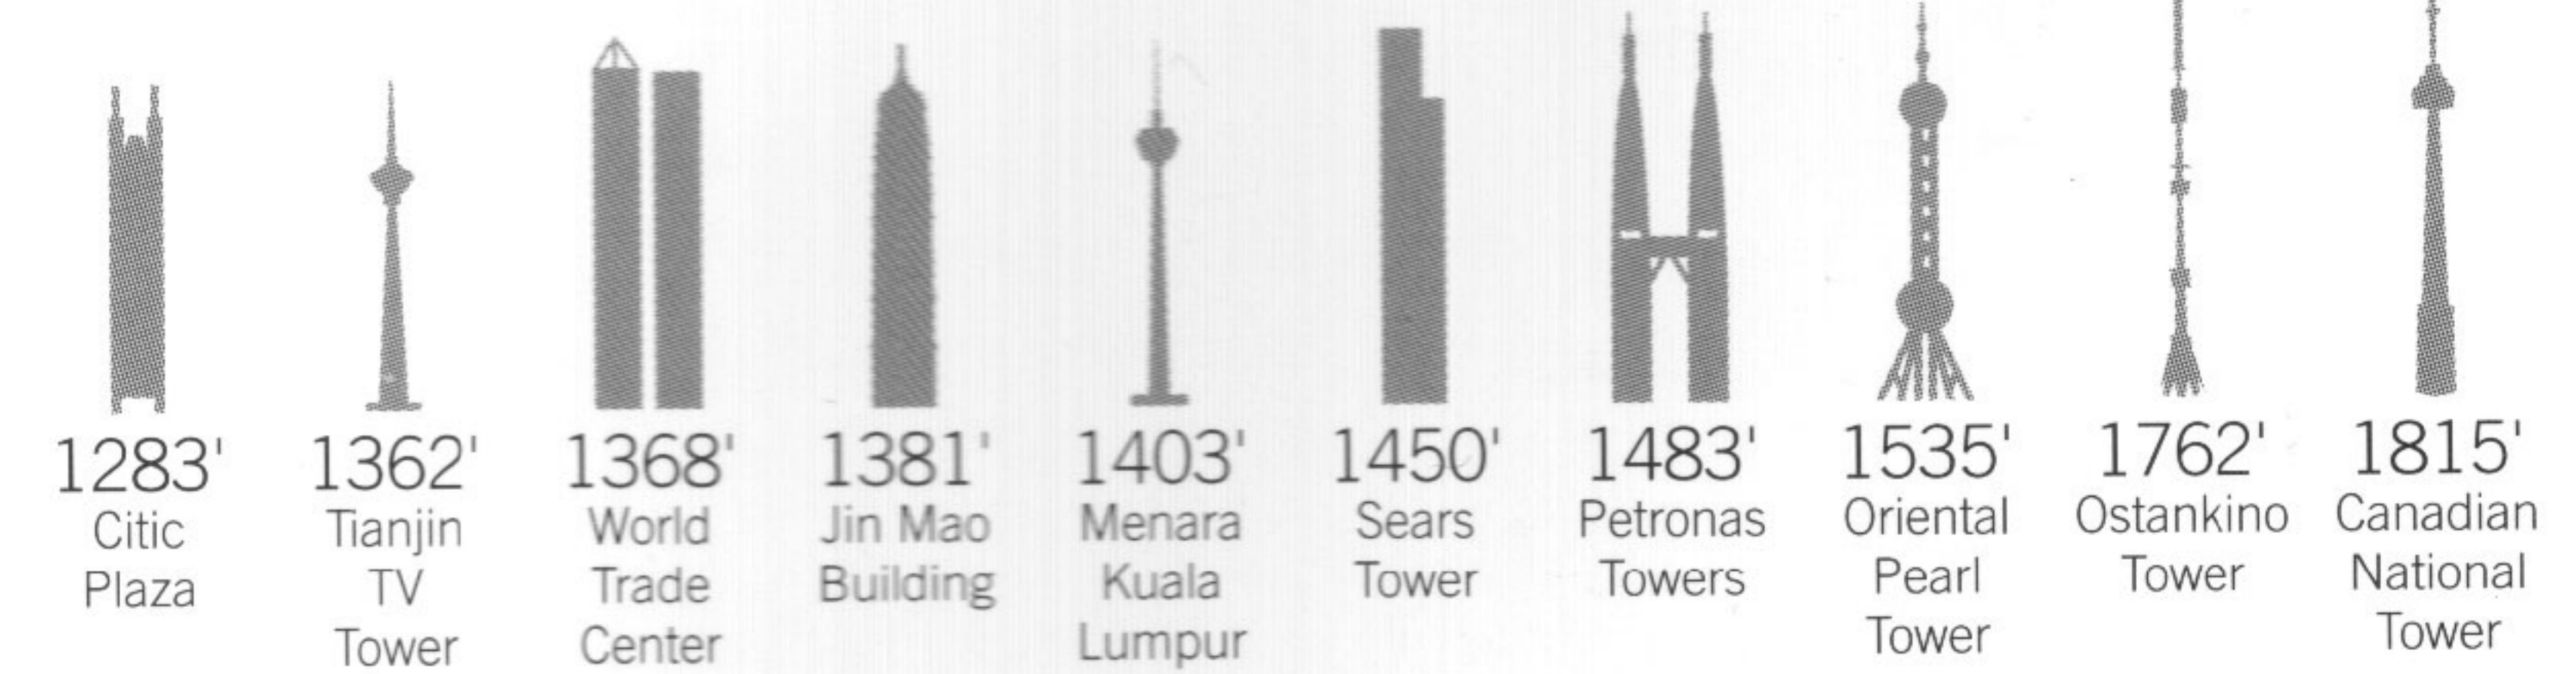 1283'
Citic
Plaza
1362'
Tianjin
TV
Tower
1368'
World
Trade
Center
1381'
Jin Mao
Building
1403'
Menara
Kuala
Lumpur
1450'
Sears
Tower
1483'
Petronas
Towers
1535'
Oriental
Pearl
Tower
1762'
Ostankino
Tower
1815'
Canadian
National
Tower